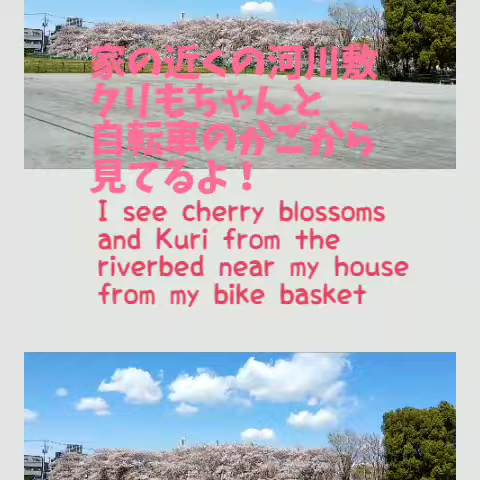 家の近くの河川敷
クリもちゃんと
自転車のかごから
見てるよ！
I see cherry blossoms
and Kuri from the
riverbed near my house
from my bike basket